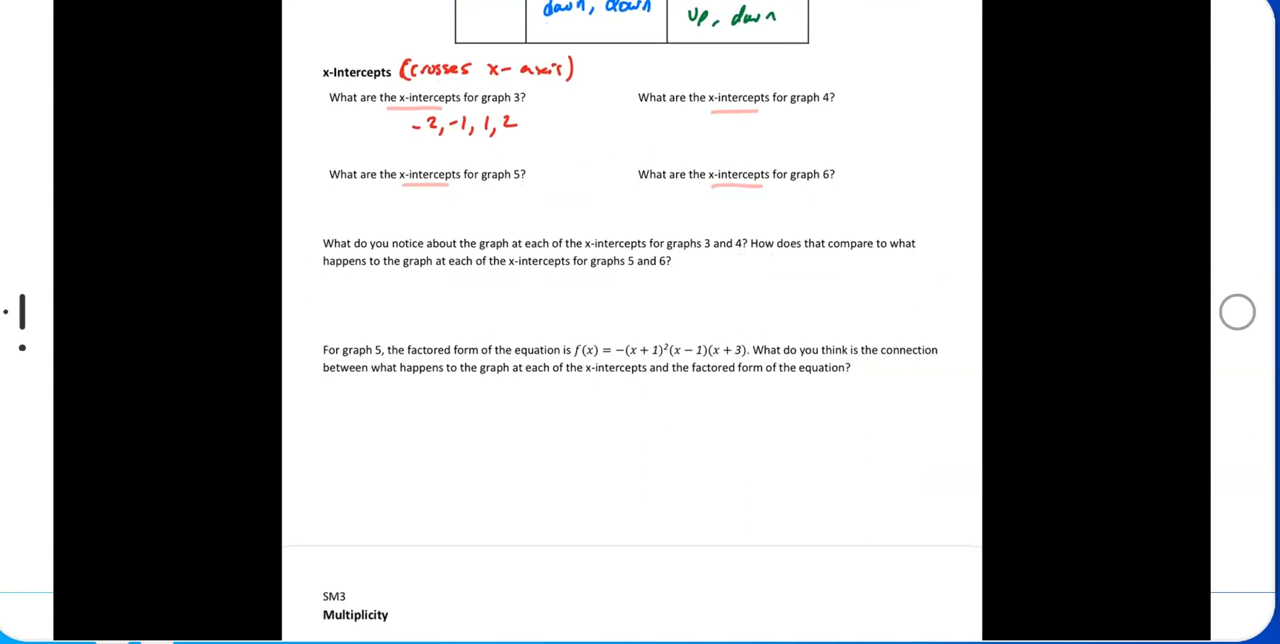 down, down
up, down
x-Intercepts (crosses x-axis)
What are the x-intercepts for graph 3?
What are the x-intercepts for graph 4?
-2, -1, 1, 2
What are the x-intercepts for graph 5?
What are the x-intercepts for graph 6?
What do you notice about the graph at each of the x-intercepts for graphs 3 and 4? How does that compare to what
happens to the graph at each of the x-intercepts for graphs 5 and 6?
For graph 5, the factored form of the equation is f(x) = −(x + 1)²(x − 1)(x + 3). What do you think is the connection
between what happens to the graph at each of the x-intercepts and the factored form of the equation?
SM3
Multiplicity